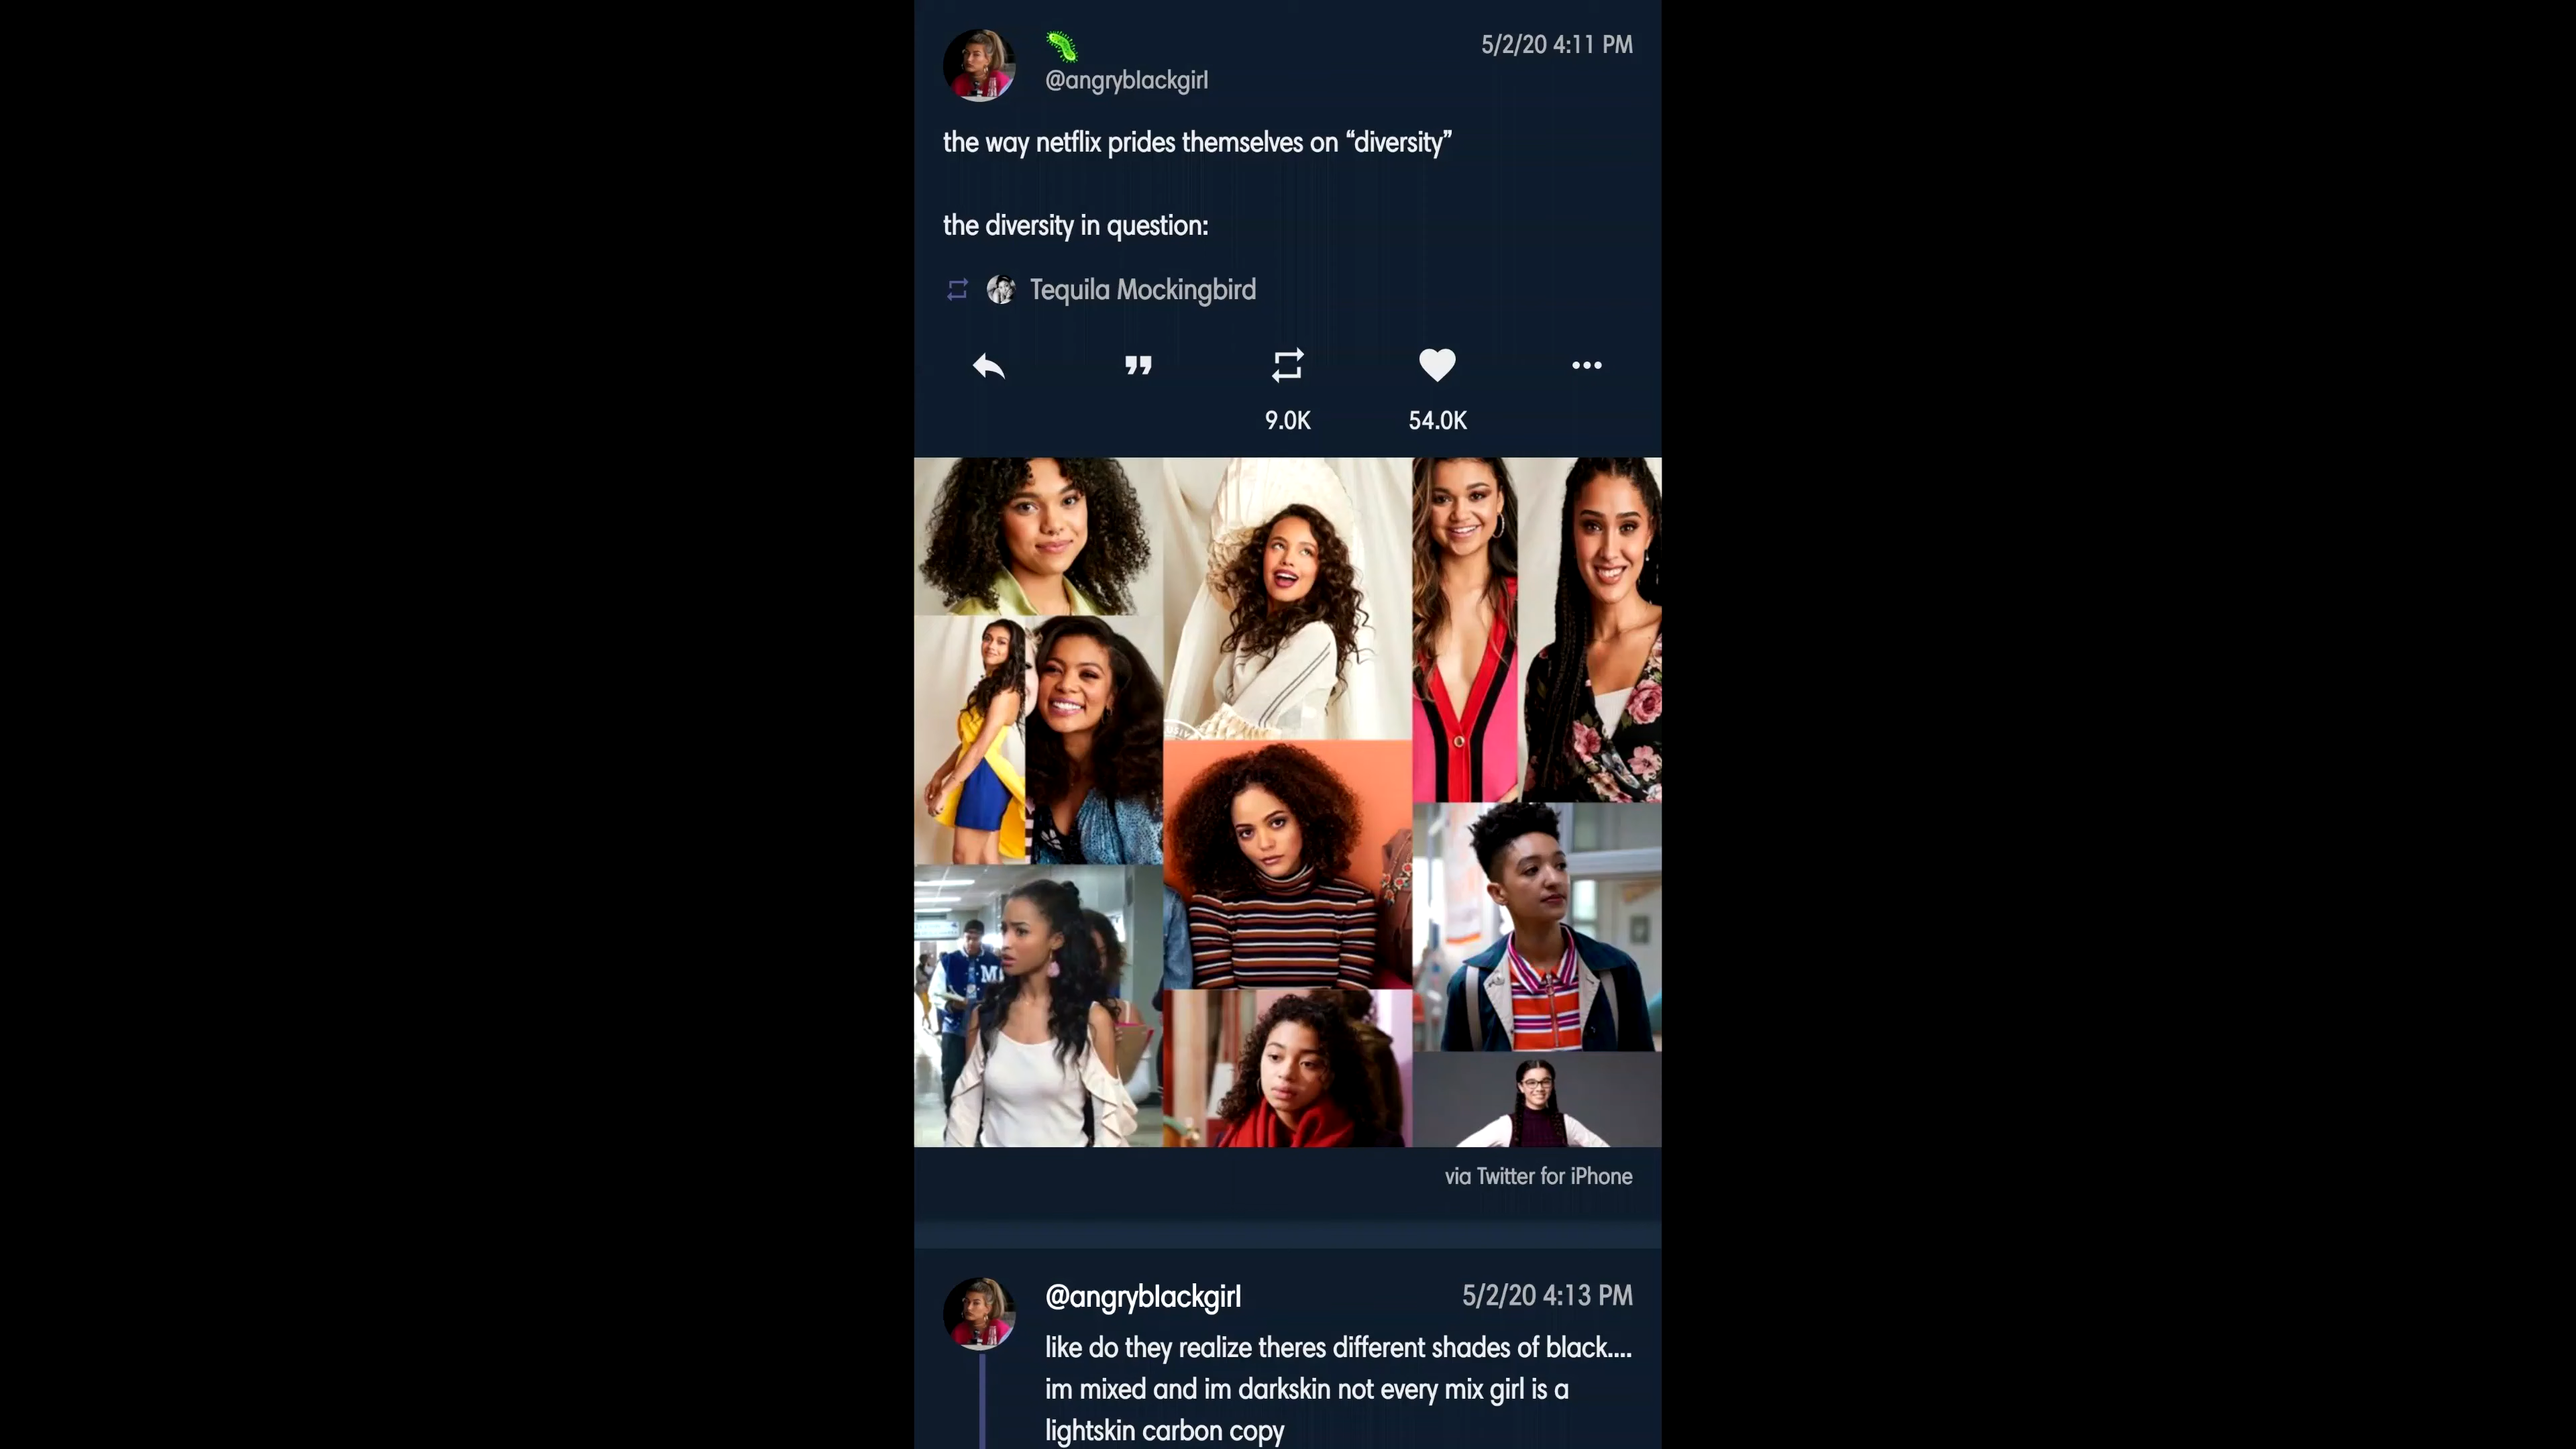 5/2/20 4:11 PM
@angryblackgirl
the way netflix prides themselves on “diversity”
the diversity in question:
Tequila Mockingbird
9.0K
54.0K
M
via Twitter for iPhone
@angryblackgirl
5/2/20 4:13 PM
like do they realize theres different shades of black....
im mixed and im darkskin not every mix girl is a
lightskin carbon copy